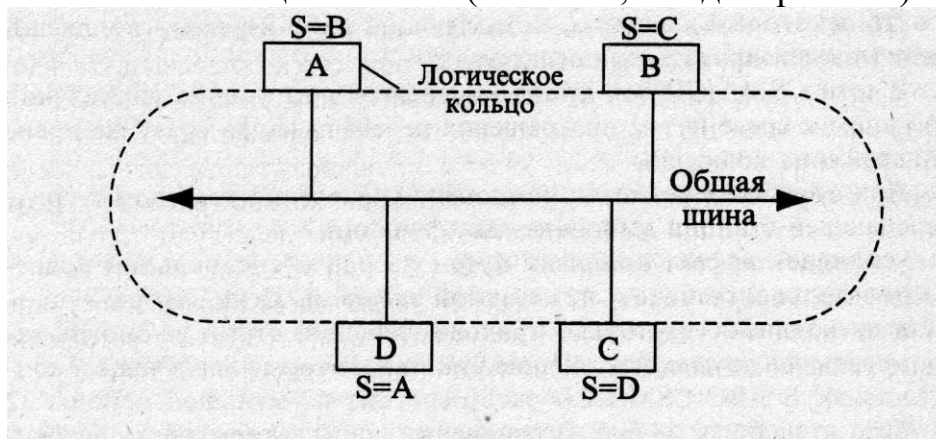 S=B
S=C
A
B
Логическое
кольцо
Общая
шина
D
C
S=A
S=D